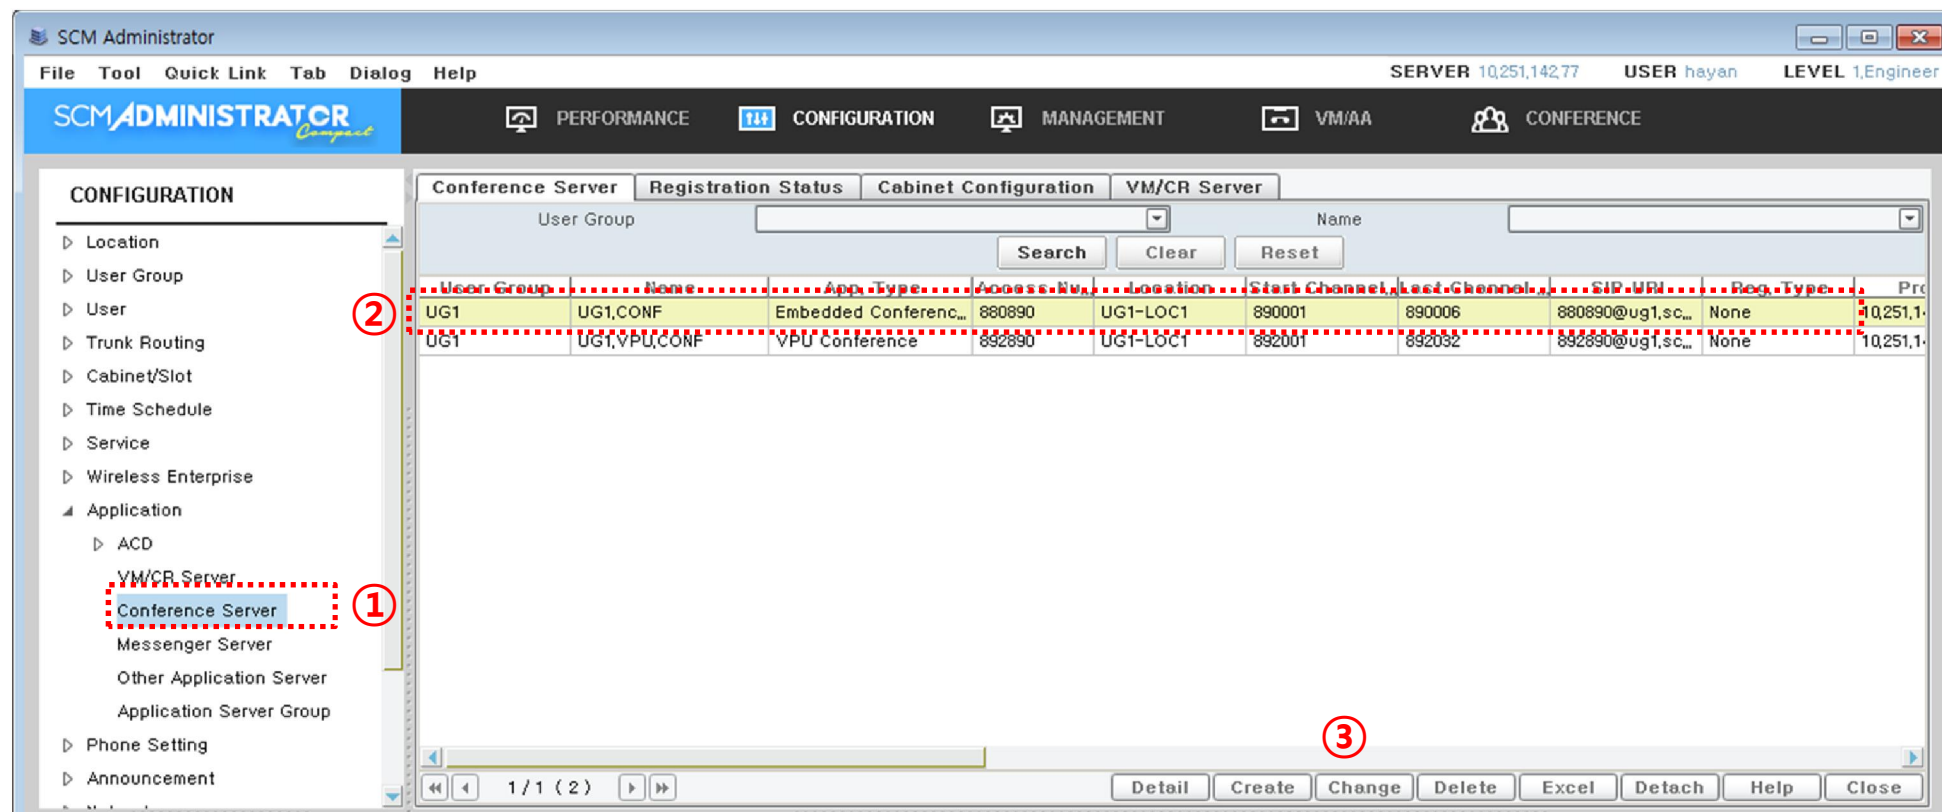 SCM Administrator
File Tool Quick Link Tab Dialog Help SERVER 10,251,142,77 USER hayan LEVEL 1,Engineer
SCM ADMINISTRATOR Compact PERFORMANCE CONFIGURATION MANAGEMENT VM/AA CONFERENCE
CONFIGURATION
Location
User Group
User
Trunk Routing
Cabinet/Slot
Time Schedule
Service
Wireless Enterprise
Application
ACD
VM/CR Server
Conference Server ①
Messenger Server
Other Application Server
Application Server Group
Phone Setting
Announcement
Conference Server Registration Status Cabinet Configuration VM/CR Server
User Group Name
Search Clear Reset
User Group Name App, Type Access Nu,,, Location Start Channel,,, Last Channel ,,, SIP URI Reg, Type Pro
② UG1 UG1,CONF Embedded Conferenc,,, 880890 UG1-LOC1 890001 890006 880890@ug1,sc,,, None 10,251,1
UG1 UG1,VPU,CONF VPU Conference 892890 UG1-LOC1 892001 892032 892890@ug1,sc,,, None 10,251,1
③
1/1 ( 2 ) Detail Create Change Delete Excel Detach Help Close